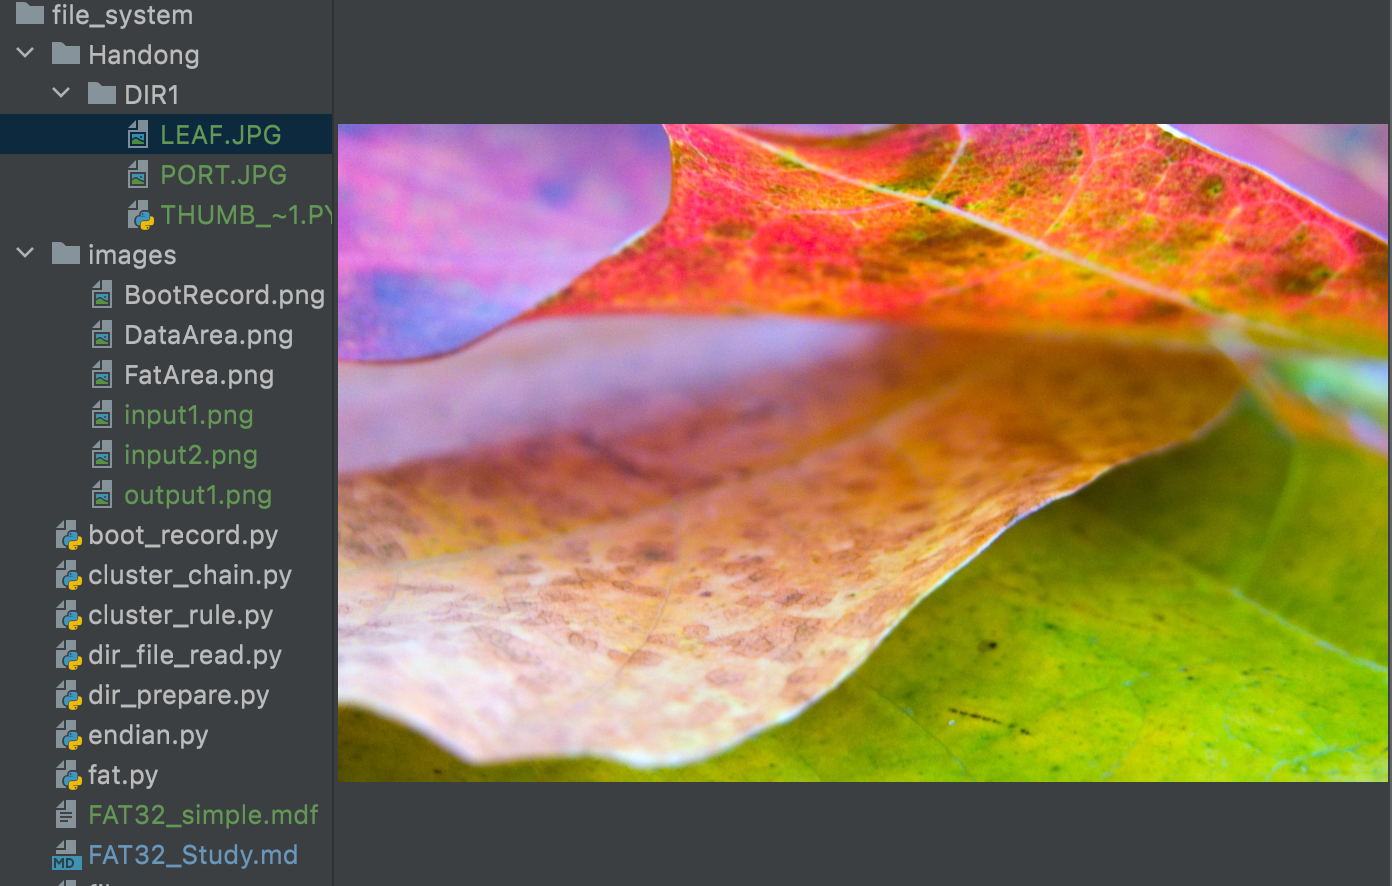 file_system
Handong
DIR1
LEAF.JPG
PORT.JPG
THUMB_~1.PY
images
BootRecord.png
DataArea.png
FatArea.png
input1.png
input2.png
output1.png
boot_record.py
cluster_chain.py
cluster_rule.py
dir_file_read.py
dir_prepare.py
endian.py
fat.py
FAT32_simple.mdf
MD FAT32_Study.md